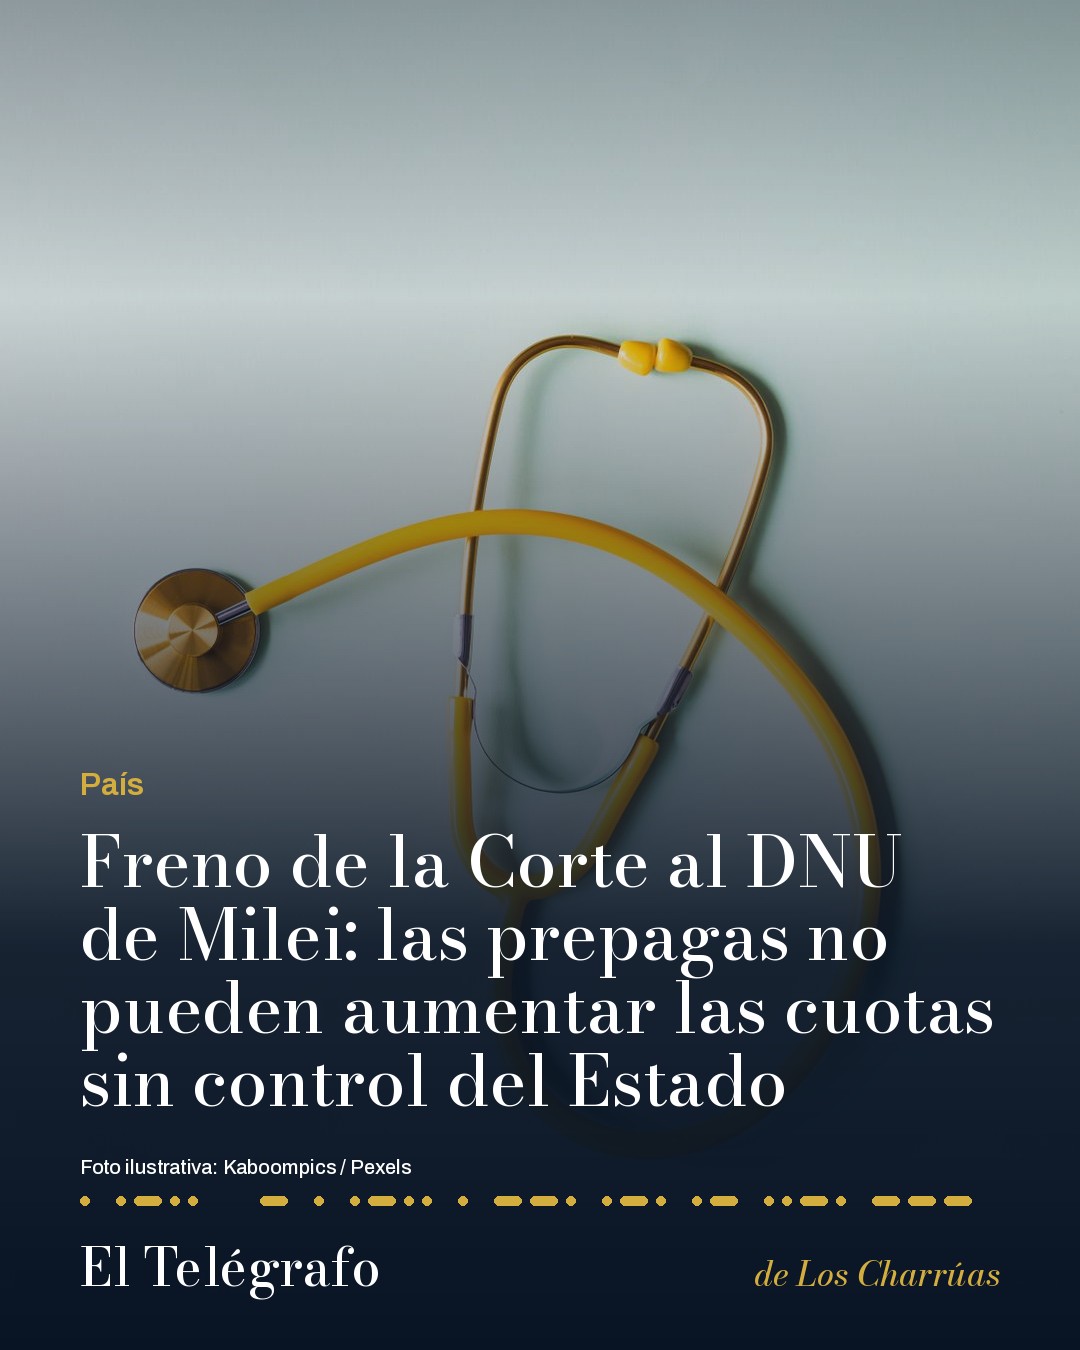 País
Freno de la Corte al DNU
de Milei: las prepagas no
pueden aumentar las cuotas
sin control del Estado
Foto ilustrativa: Kaboompics / Pexels
El Telégrafo
de Los Charrúas